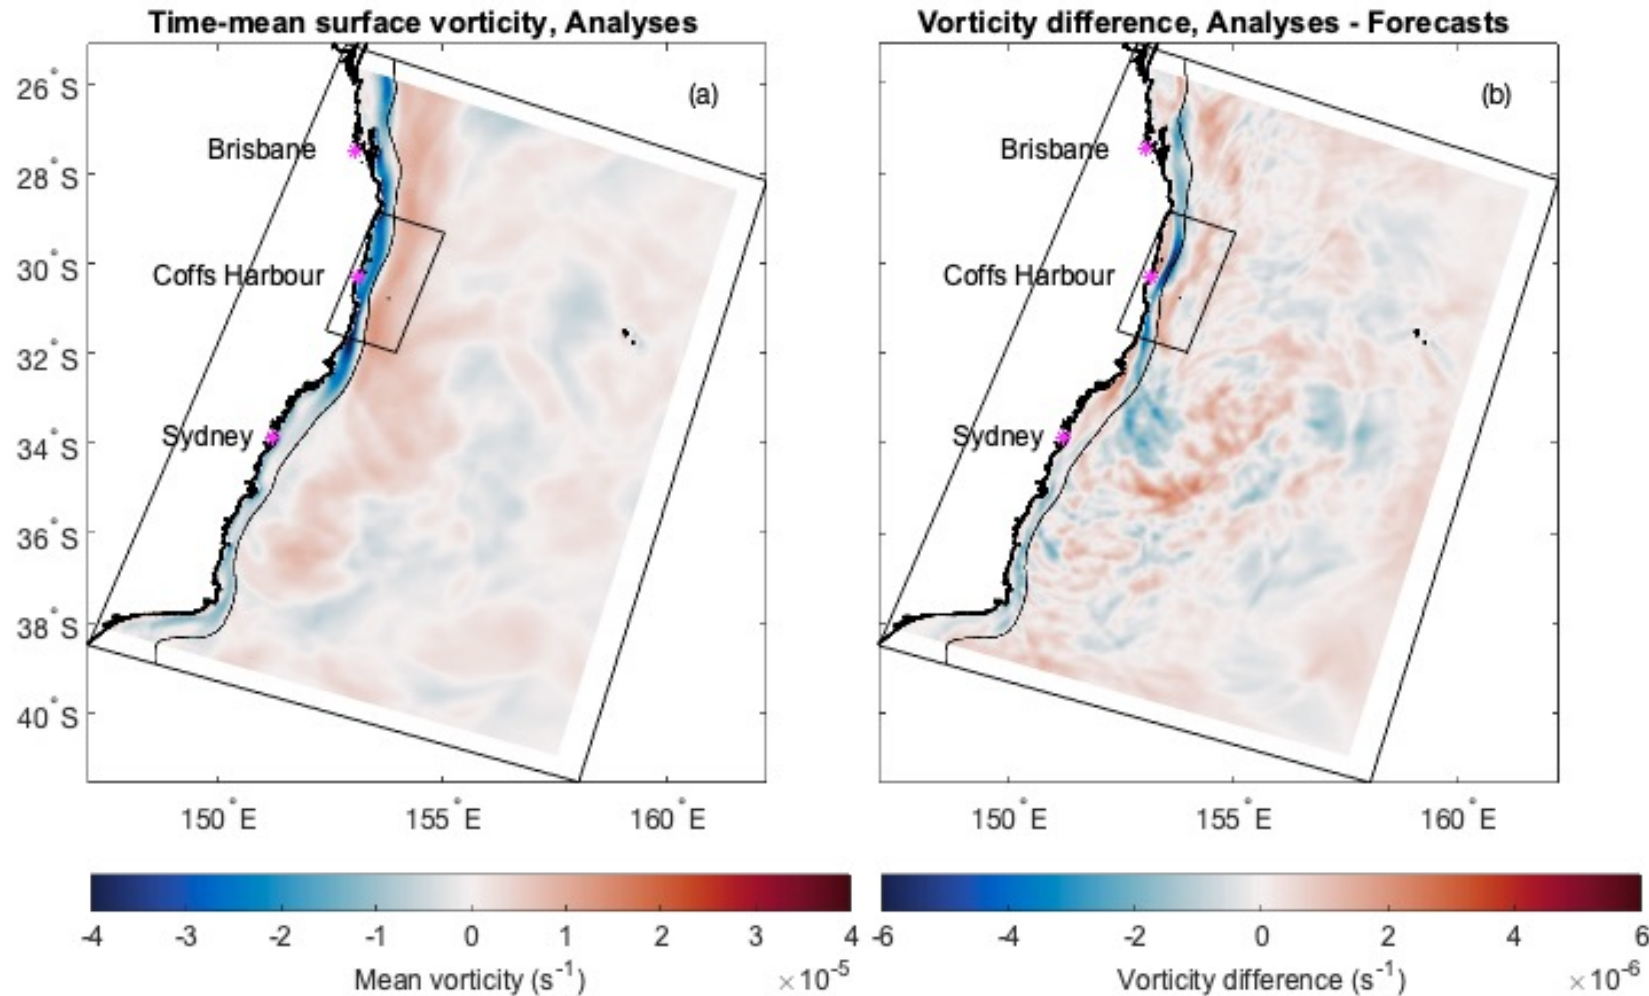 Time-mean surface vorticity, Analyses
(a)
26°S
28°S
30°S
32°S
34°S
36°S
38°S
40°S
Brisbane
Coffs Harbour
Sydney
150°E 155°E 160°E
-4 -3 -2 -1 0 1 2 3 4
Mean vorticity (s⁻¹) ×10⁻⁵
Vorticity difference, Analyses - Forecasts
(b)
Brisbane
Coffs Harbour
Sydney
150°E 155°E 160°E
-6 -4 -2 0 2 4 6
Vorticity difference (s⁻¹) ×10⁻⁶